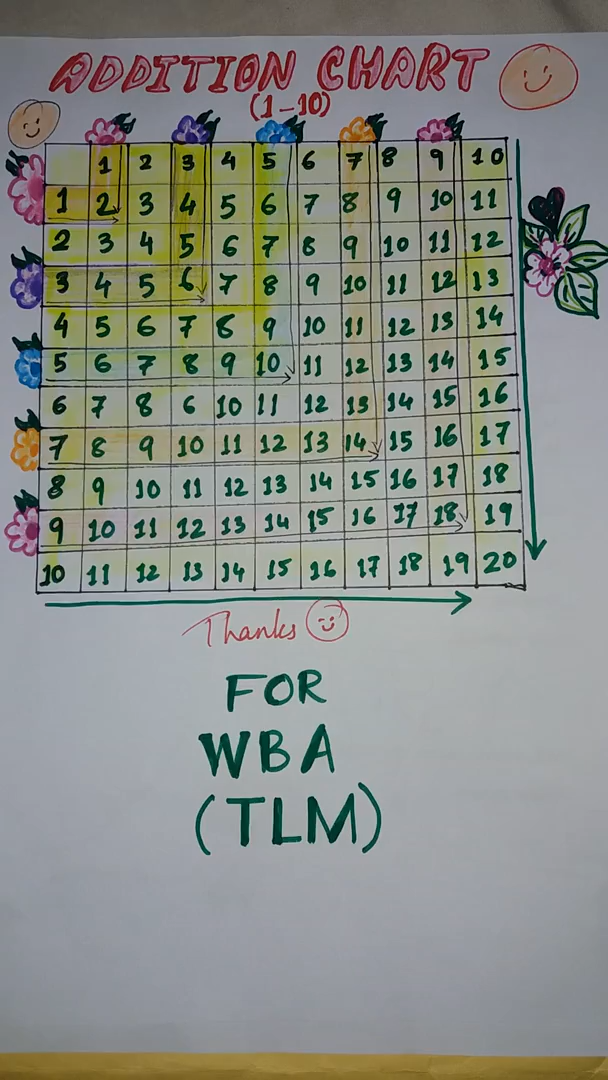 ADDITION CHART
(1-10)
1 2 3 4 5 6 7 8 9 10
1 2 3 4 5 6 7 8 9 10 11
2 3 4 5 6 7 8 9 10 11 12
3 4 5 6 7 8 9 10 11 12 13
4 5 6 7 8 9 10 11 12 13 14
5 6 7 8 9 10 11 12 13 14 15
6 7 8 6 10 11 12 13 14 15 16
7 8 9 10 11 12 13 14 15 16 17
8 9 10 11 12 13 14 15 16 17 18
9 10 11 12 13 14 15 16 17 18 19
10 11 12 13 14 15 16 17 18 19 20
Thanks
FOR
WBA
(TLM)